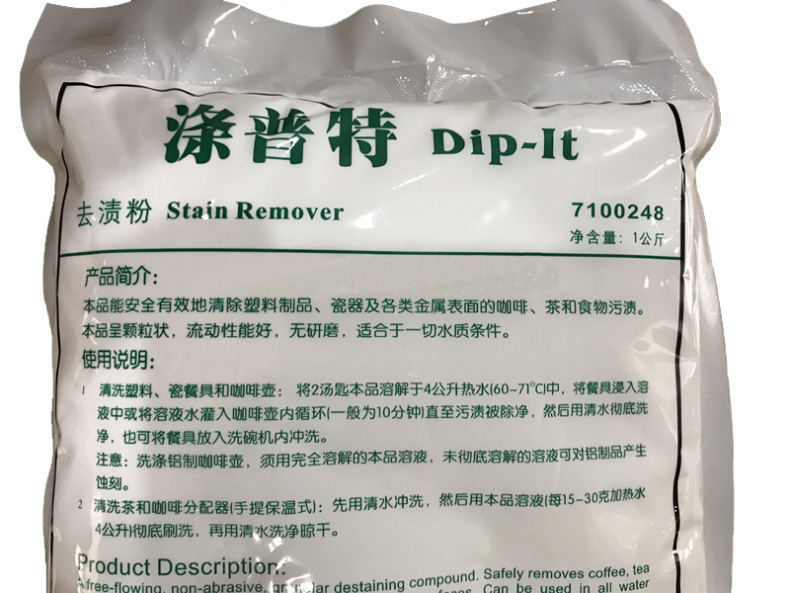 涤普特 Dip-It
去渍粉 Stain Remover 7100248
净含量: 1公斤
产品简介:
本品能安全有效地清除塑料制品、瓷器及各类金属表面的咖啡、茶和食物污渍。
本品呈颗粒状，流动性能好，无研磨，适合于一切水质条件。
使用说明:
1 清洗塑料、瓷餐具和咖啡壶： 将2汤匙本品溶解于4公升热水(60~71°C)中，将餐具浸入溶
液中或将溶液水灌入咖啡壶内循环(一般为10分钟)直至污渍被除净，然后用清水彻底洗
净，也可将餐具放入洗碗机内冲洗。
注意：洗涤铝制咖啡壶，须用完全溶解的本品溶液，未彻底溶解的溶液可对铝制品产生
蚀刻。
2 清洗茶和咖啡分配器(手提保温式)：先用清水冲洗，然后用本品溶液(每15-30克加热水
4公升)彻底刷洗，再用清水洗净晾干。
Product Description:
A free-flowing, non-abrasive, granular destaining compound. Safely removes coffee, tea
Can be used in all water